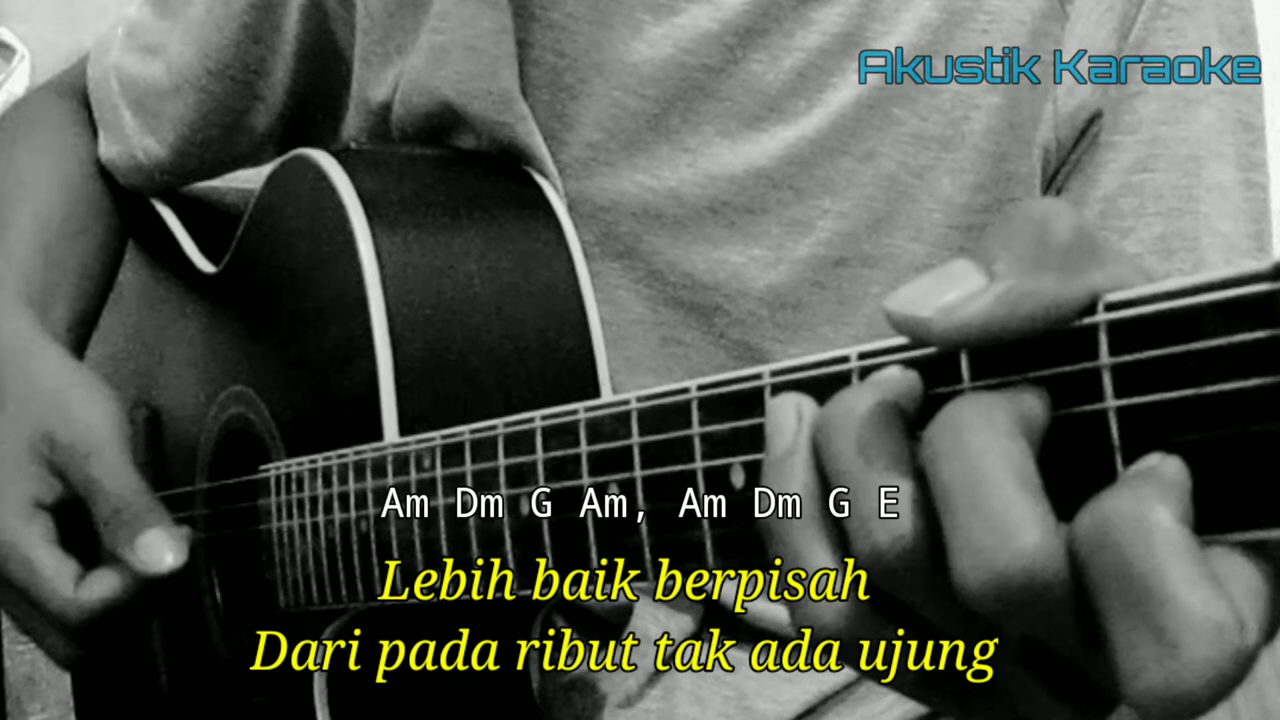 Akustik Karaoke
Am Dm G Am, Am Dm G E
Lebih baik berpisah
Dari pada ribut tak ada ujung